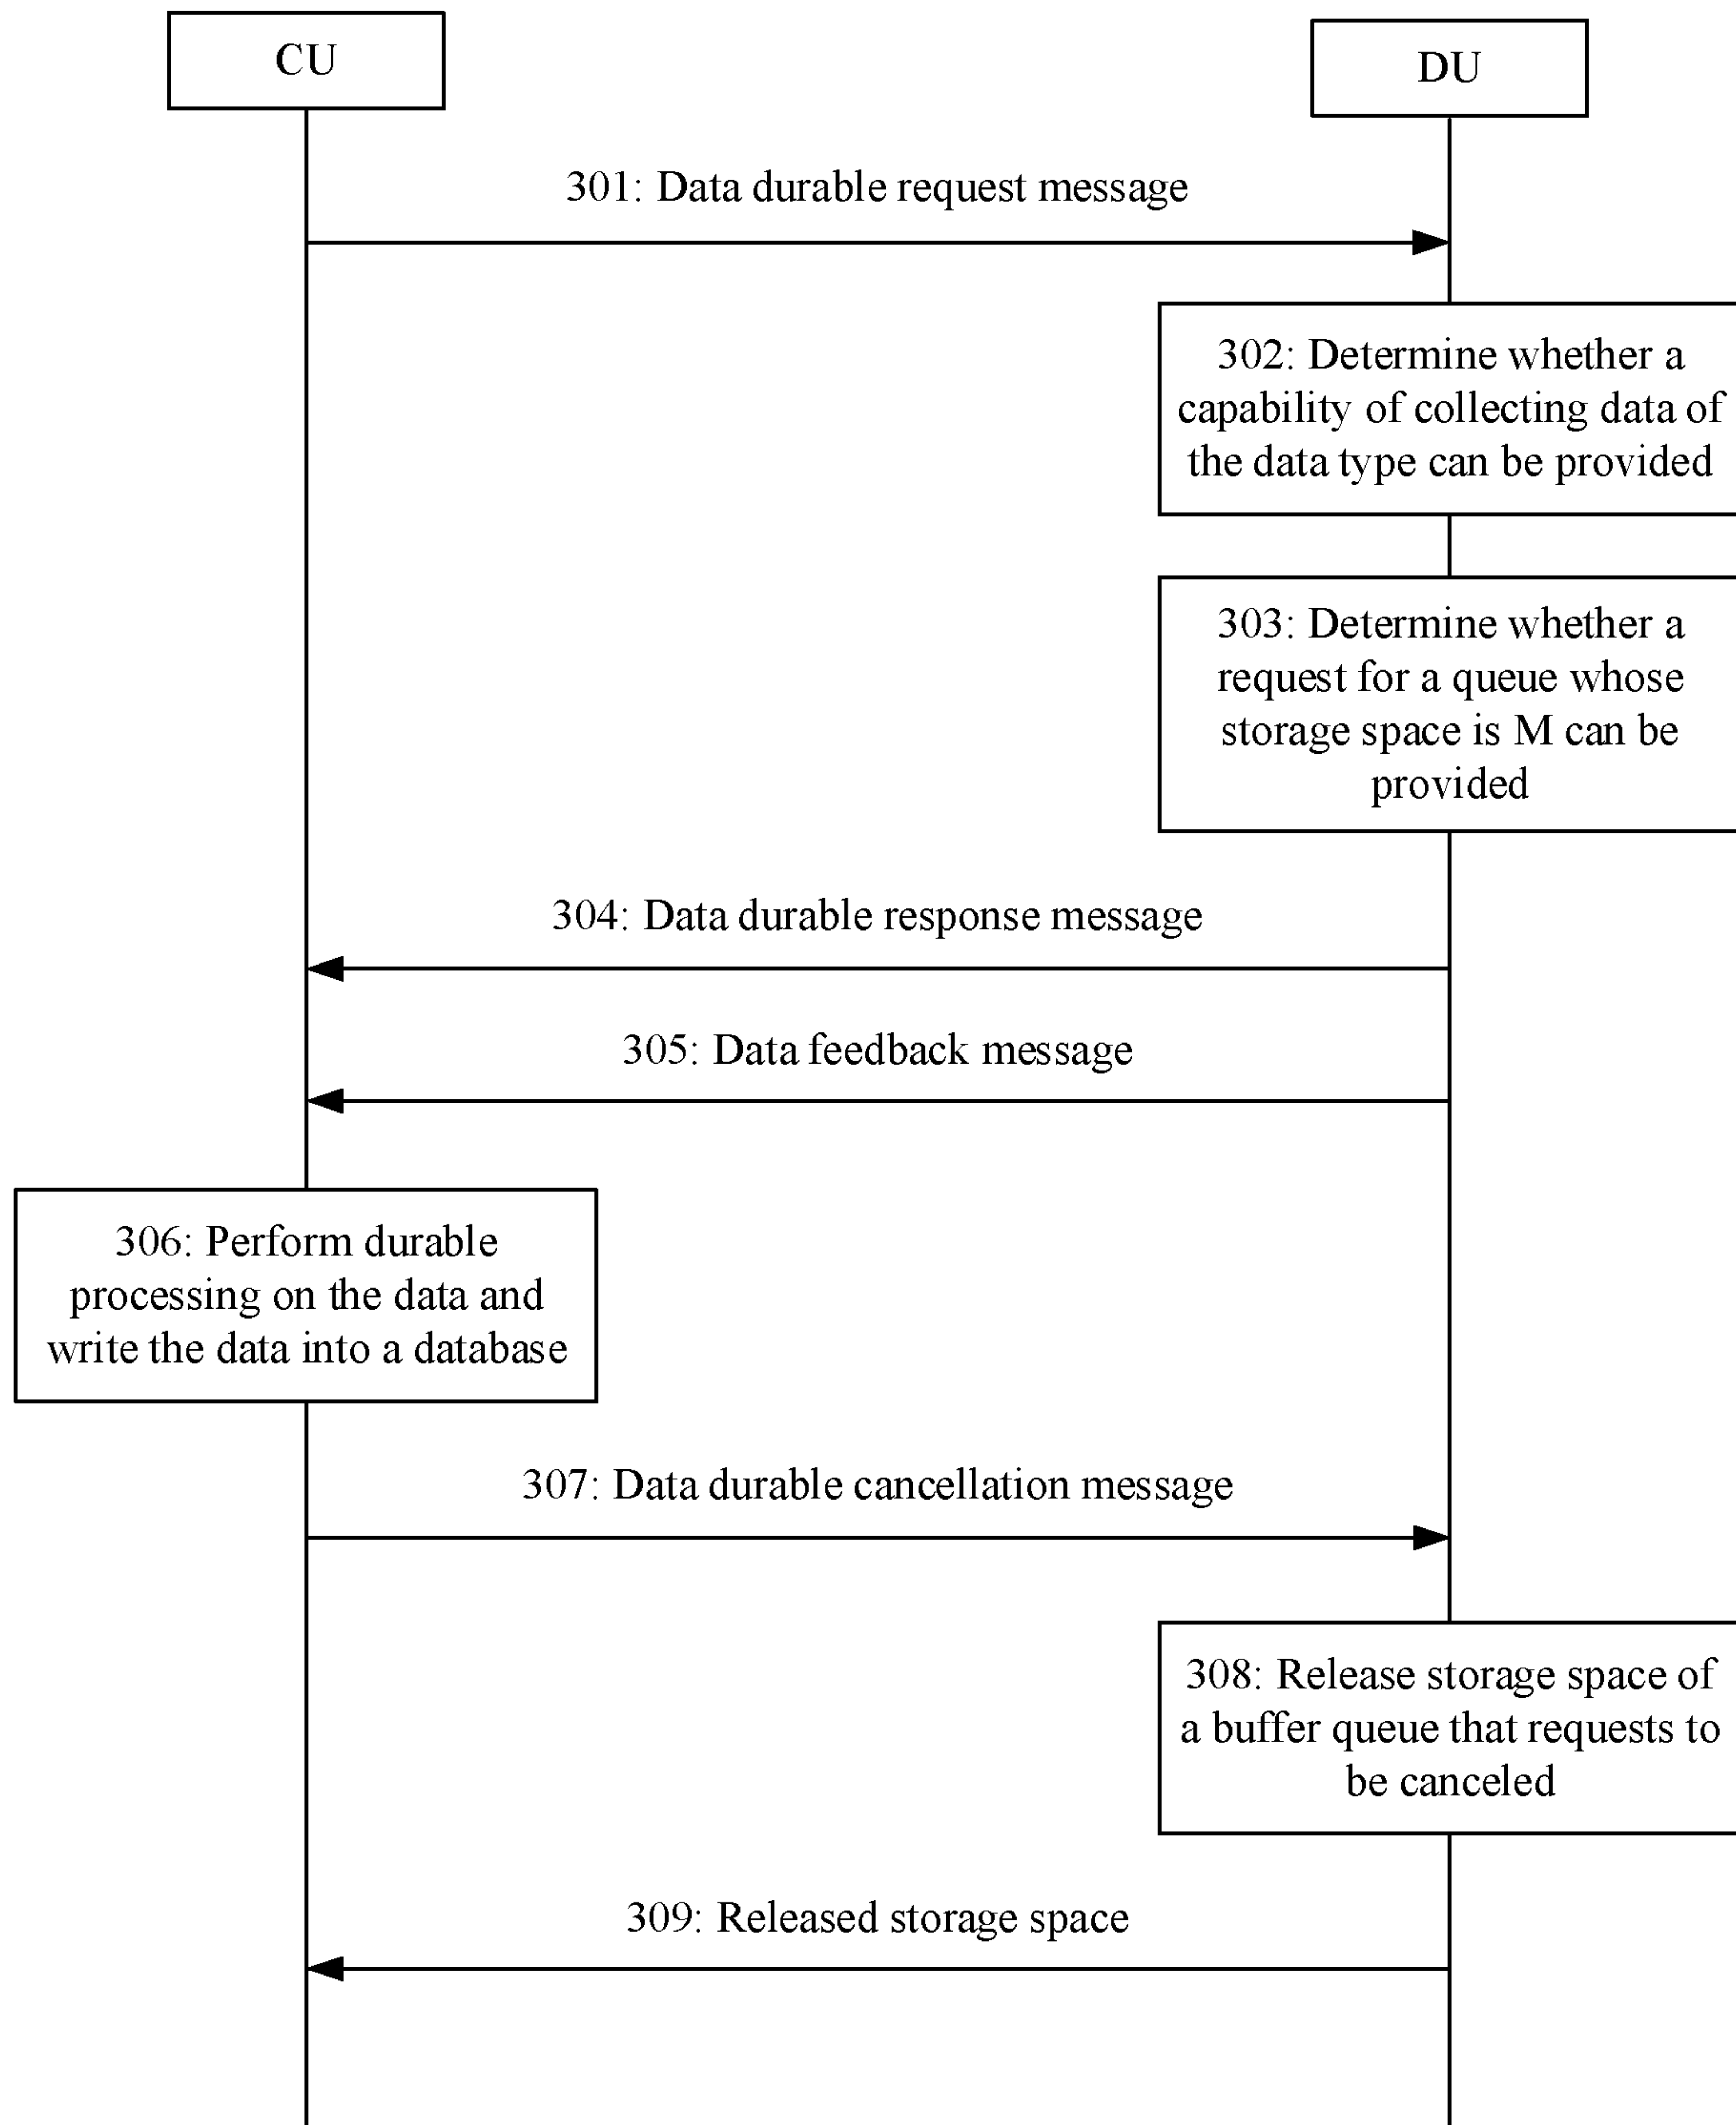 CU
DU
301: Data durable request message
302: Determine whether a
capability of collecting data of
the data type can be provided
303: Determine whether a
request for a queue whose
storage space is M can be
provided
304: Data durable response message
305: Data feedback message
306: Perform durable
processing on the data and
write the data into a database
307: Data durable cancellation message
308: Release storage space of
a buffer queue that requests to
be canceled
309: Released storage space